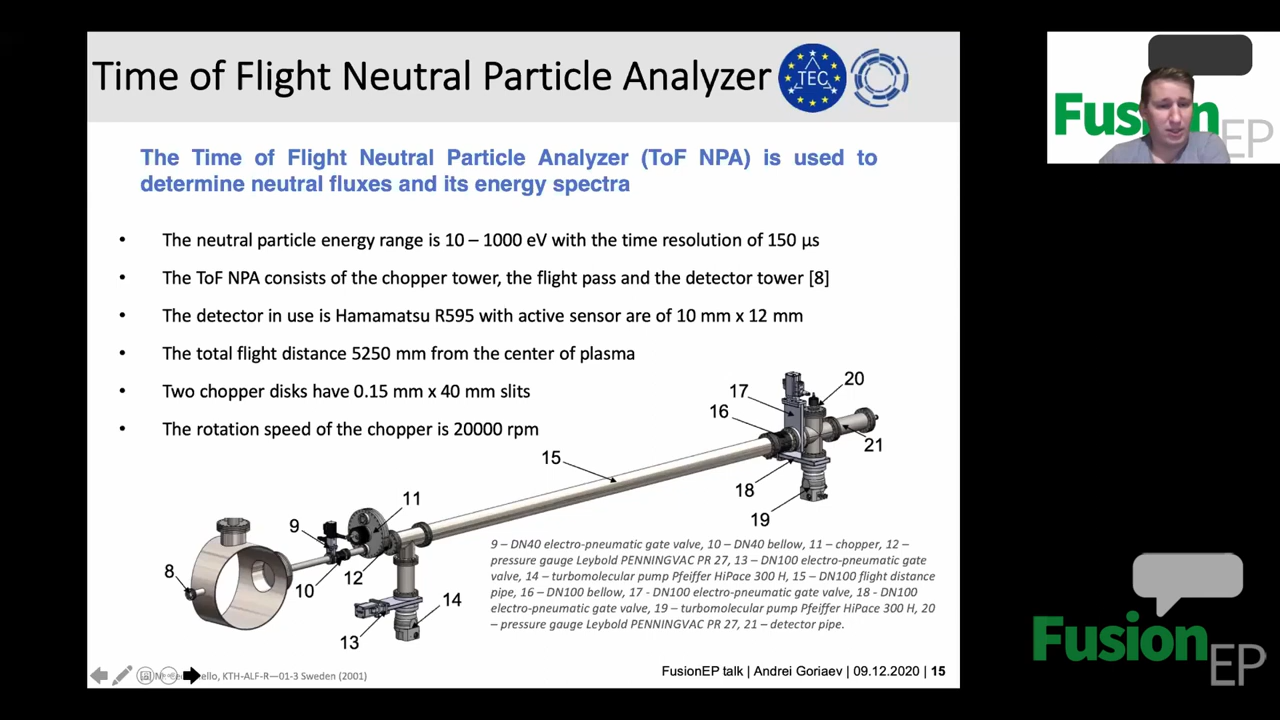 Time of Flight Neutral Particle Analyzer
TEC
The Time of Flight Neutral Particle Analyzer (ToF NPA) is used to
determine neutral fluxes and its energy spectra
• The neutral particle energy range is 10 – 1000 eV with the time resolution of 150 µs
• The ToF NPA consists of the chopper tower, the flight pass and the detector tower [8]
• The detector in use is Hamamatsu R595 with active sensor are of 10 mm x 12 mm
• The total flight distance 5250 mm from the center of plasma
• Two chopper disks have 0.15 mm x 40 mm slits
• The rotation speed of the chopper is 20000 rpm
8
9
10
11
12
13
14
15
16
17
18
19
20
21
9 – DN40 electro-pneumatic gate valve, 10 – DN40 bellow, 11 – chopper, 12 –
pressure gauge Leybold PENNINGVAC PR 27, 13 – DN100 electro-pneumatic gate
valve, 14 – turbomolecular pump Pfeiffer HiPace 300 H, 15 – DN100 flight distance
pipe, 16 – DN100 bellow, 17 - DN100 electro-pneumatic gate valve, 18 - DN100
electro-pneumatic gate valve, 19 – turbomolecular pump Pfeiffer HiPace 300 H, 20
– pressure gauge Leybold PENNINGVAC PR 27, 21 – detector pipe.
KTH-ALF-R—01-3 Sweden (2001)
FusionEP talk | Andrei Goriaev | 09.12.2020 | 15
Fusion
EP
Fusion
EP